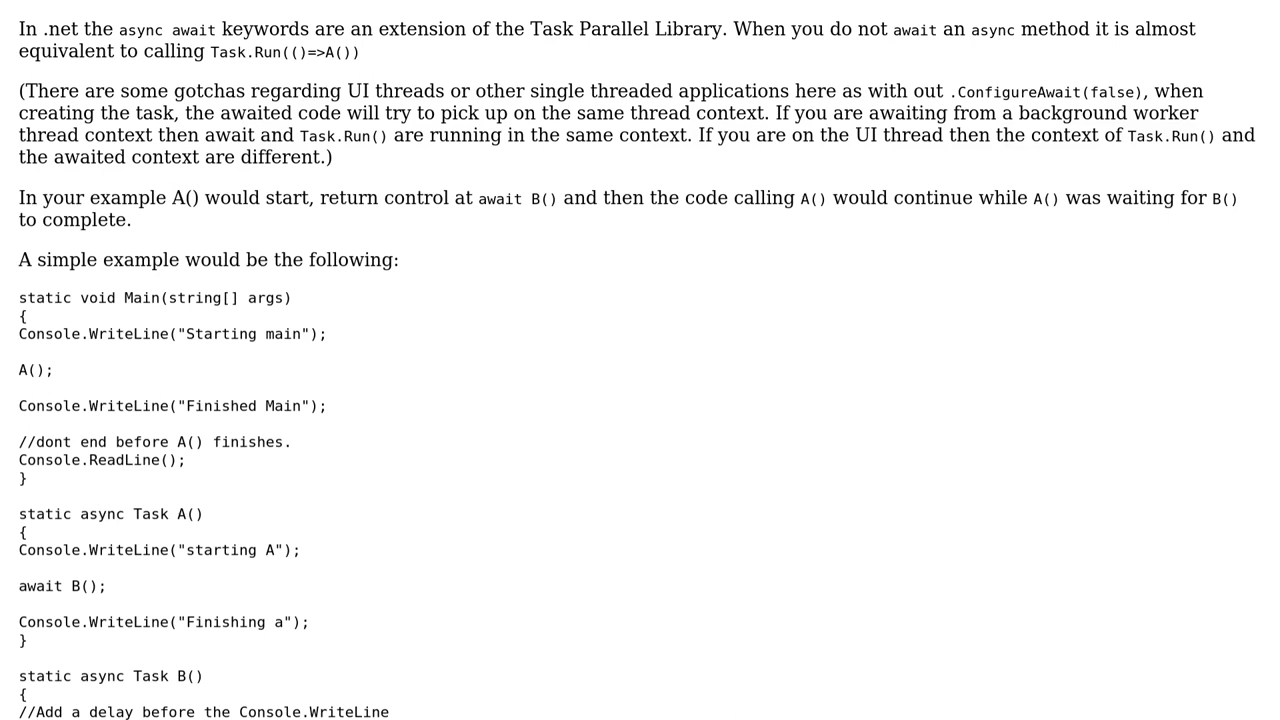 In .net the async await keywords are an extension of the Task Parallel Library. When you do not await an async method it is almost
equivalent to calling Task.Run(()=>A())
(There are some gotchas regarding UI threads or other single threaded applications here as with out .ConfigureAwait(false), when
creating the task, the awaited code will try to pick up on the same thread context. If you are awaiting from a background worker
thread context then await and Task.Run() are running in the same context. If you are on the UI thread then the context of Task.Run() and
the awaited context are different.)
In your example A() would start, return control at await B() and then the code calling A() would continue while A() was waiting for B()
to complete.
A simple example would be the following:
static void Main(string[] args)
{
Console.WriteLine("Starting main");
A();
Console.WriteLine("Finished Main");
//dont end before A() finishes.
Console.ReadLine();
}
static async Task A()
{
Console.WriteLine("starting A");
await B();
Console.WriteLine("Finishing a");
}
static async Task B()
{
//Add a delay before the Console.WriteLine